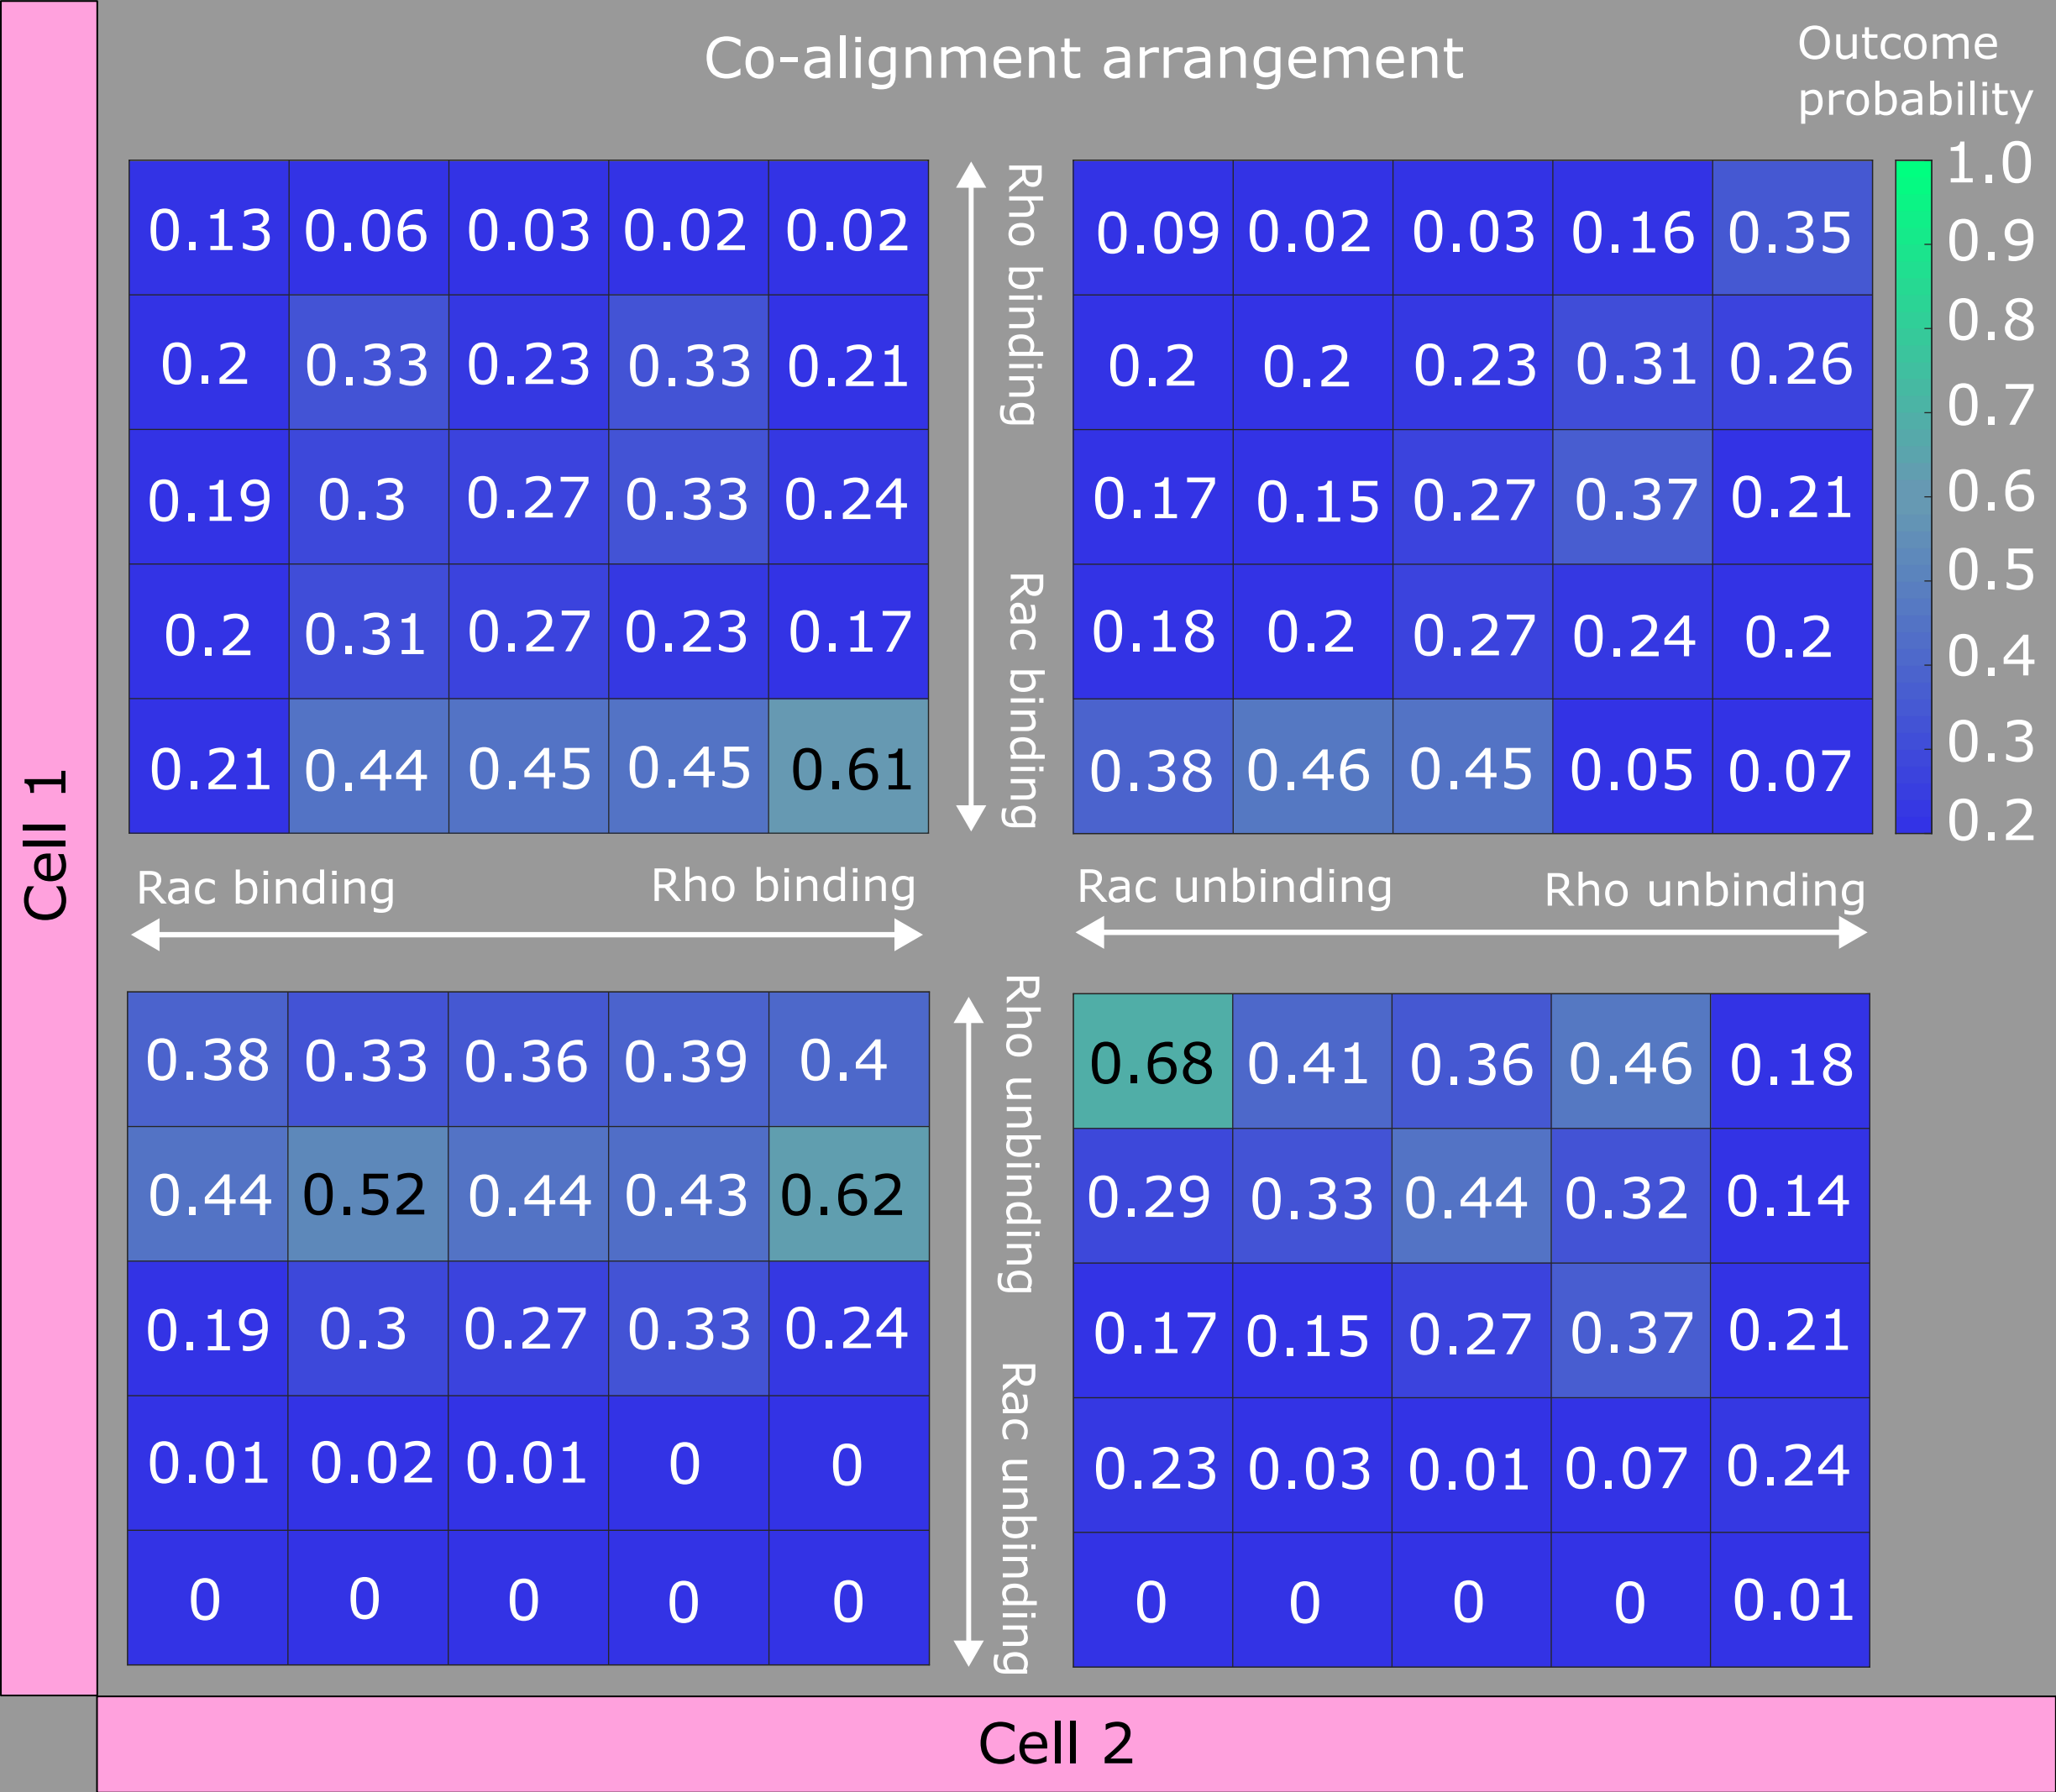 Co-alignment arrangement
Outcome
probability
0.13 0.06 0.03 0.02 0.02
0.2 0.33 0.23 0.33 0.21
0.19 0.3 0.27 0.33 0.24
0.2 0.31 0.27 0.23 0.17
0.21 0.44 0.45 0.45 0.61
Rho binding
Rac binding
0.09 0.02 0.03 0.16 0.35
0.2 0.2 0.23 0.31 0.26
0.17 0.15 0.27 0.37 0.21
0.18 0.2 0.27 0.24 0.2
0.38 0.46 0.45 0.05 0.07
1.0
0.9
0.8
0.7
0.6
0.5
0.4
0.3
0.2
Cell 1
Rac binding
Rho binding
Rac unbinding
Rho unbinding
0.38 0.33 0.36 0.39 0.4
0.44 0.52 0.44 0.43 0.62
0.19 0.3 0.27 0.33 0.24
0.01 0.02 0.01 0 0
0 0 0 0 0
Rho unbinding
Rac unbinding
0.68 0.41 0.36 0.46 0.18
0.29 0.33 0.44 0.32 0.14
0.17 0.15 0.27 0.37 0.21
0.23 0.03 0.01 0.07 0.24
0 0 0 0 0.01
Cell 2